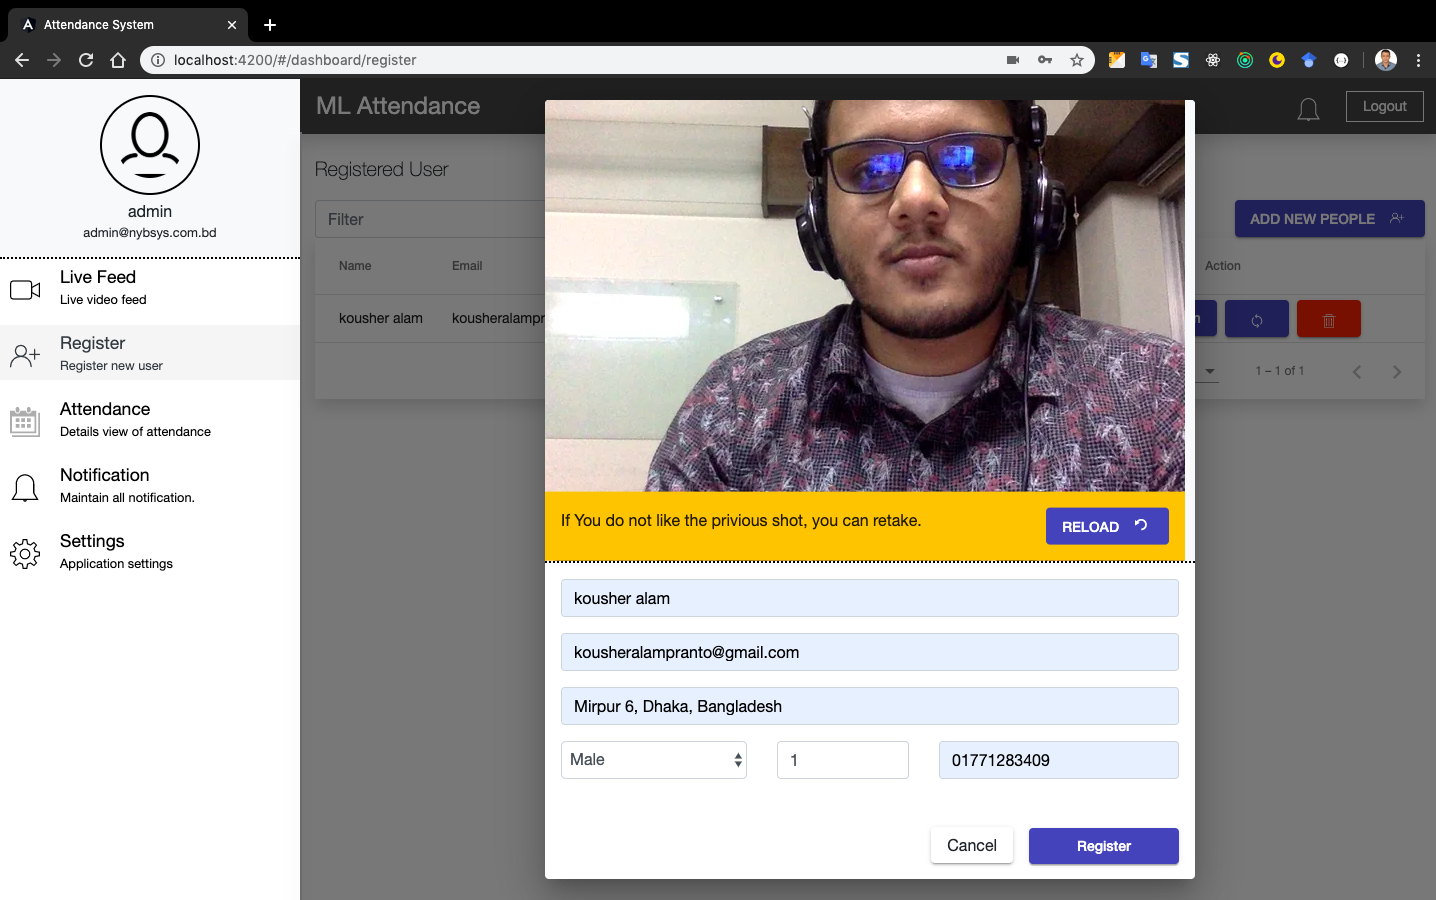 Attendance System
localhost:4200/#/dashboard/register
admin
admin@nybsys.com.bd
Live Feed
Live video feed
Register
Register new user
Attendance
Details view of attendance
Notification
Maintain all notification.
Settings
Application settings
ML Attendance
Logout
Registered User
Filter
ADD NEW PEOPLE
Name Email Action
kousher alam kousheralampr
1 – 1 of 1
If You do not like the privious shot, you can retake.
RELOAD
kousher alam
kousheralampranto@gmail.com
Mirpur 6, Dhaka, Bangladesh
Male 1 01771283409
Cancel Register